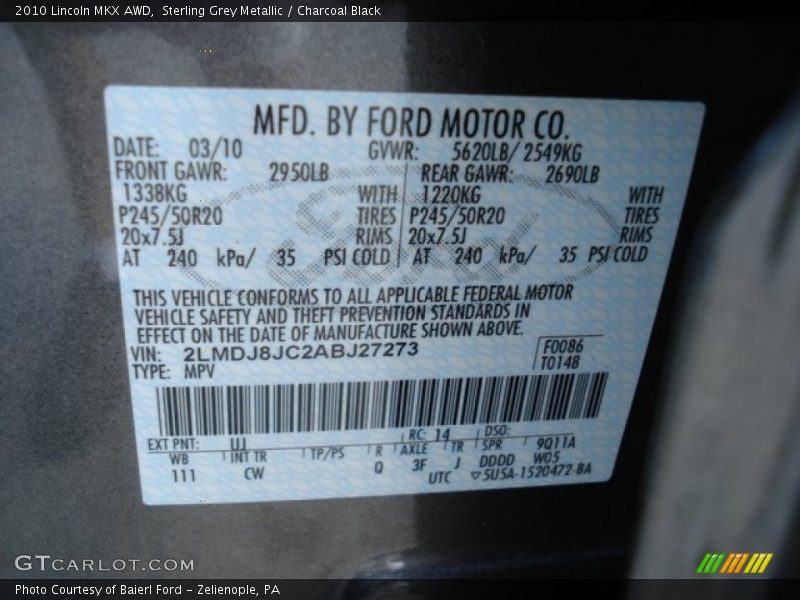 2010 Lincoln MKX AWD, Sterling Grey Metallic / Charcoal Black
MFD. BY FORD MOTOR CO.
DATE: 03/10 GVWR: 5620LB/ 2549KG
FRONT GAWR: 2950LB REAR GAWR: 2690LB
1338KG WITH 1220KG WITH
P245/50R20 TIRES P245/50R20 TIRES
20x7.5J RIMS 20x7.5J RIMS
AT 240 kPa/ 35 PSI COLD AT 240 kPa/ 35 PSI COLD
THIS VEHICLE CONFORMS TO ALL APPLICABLE FEDERAL MOTOR
VEHICLE SAFETY AND THEFT PREVENTION STANDARDS IN
EFFECT ON THE DATE OF MANUFACTURE SHOWN ABOVE.
VIN: 2LMDJ8JC2ABJ27273 F0086
TYPE: MPV T0148
EXT PNT: UJ RC: 14 DSO:
WB INT TR TP/PS R AXLE TR SPR 9Q11A
111 CW Q 3F J DDDD W05
UTC ▽5U5A-1520472-BA
GTCARLOT.COM
Photo Courtesy of Baierl Ford - Zelienople, PA